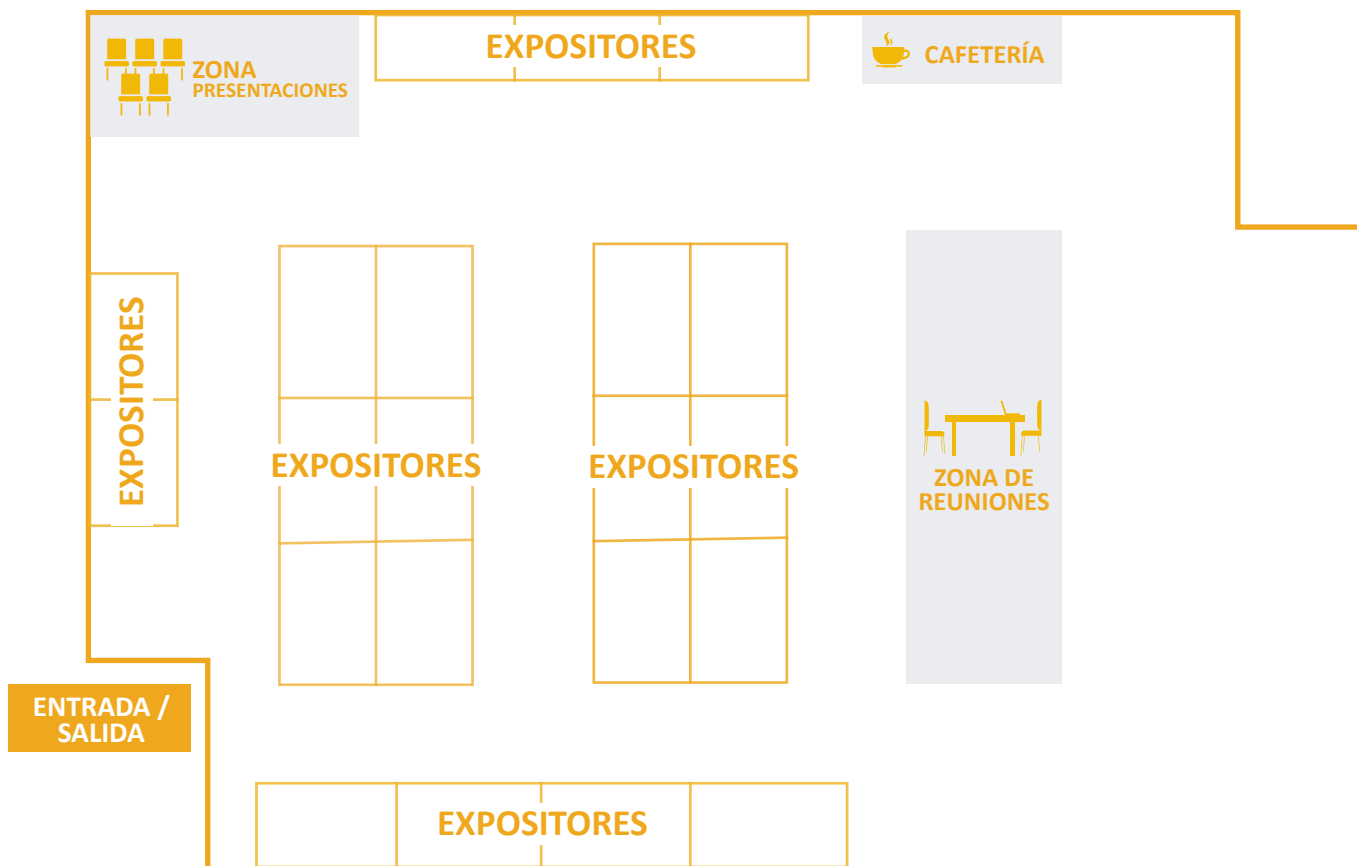 ZONA
PRESENTACIONES
EXPOSITORES
CAFETERÍA
EXPOSITORES
EXPOSITORES
EXPOSITORES
ZONA DE
REUNIONES
ENTRADA /
SALIDA
EXPOSITORES